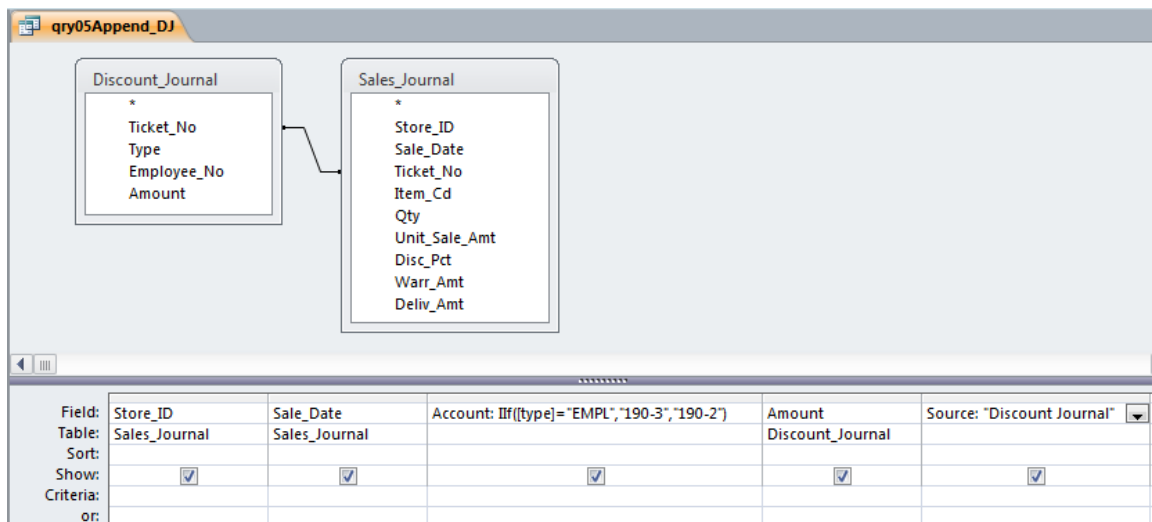 qry05Append_DJ
Discount_Journal
*
Ticket_No
Type
Employee_No
Amount
Sales_Journal
*
Store_ID
Sale_Date
Ticket_No
Item_Cd
Qty
Unit_Sale_Amt
Disc_Pct
Warr_Amt
Deliv_Amt
Field: Store_ID Sale_Date Account: IIf([type]="EMPL","190-3","190-2") Amount Source: "Discount Journal"
Table: Sales_Journal Sales_Journal Discount_Journal
Sort:
Show:
Criteria:
or: